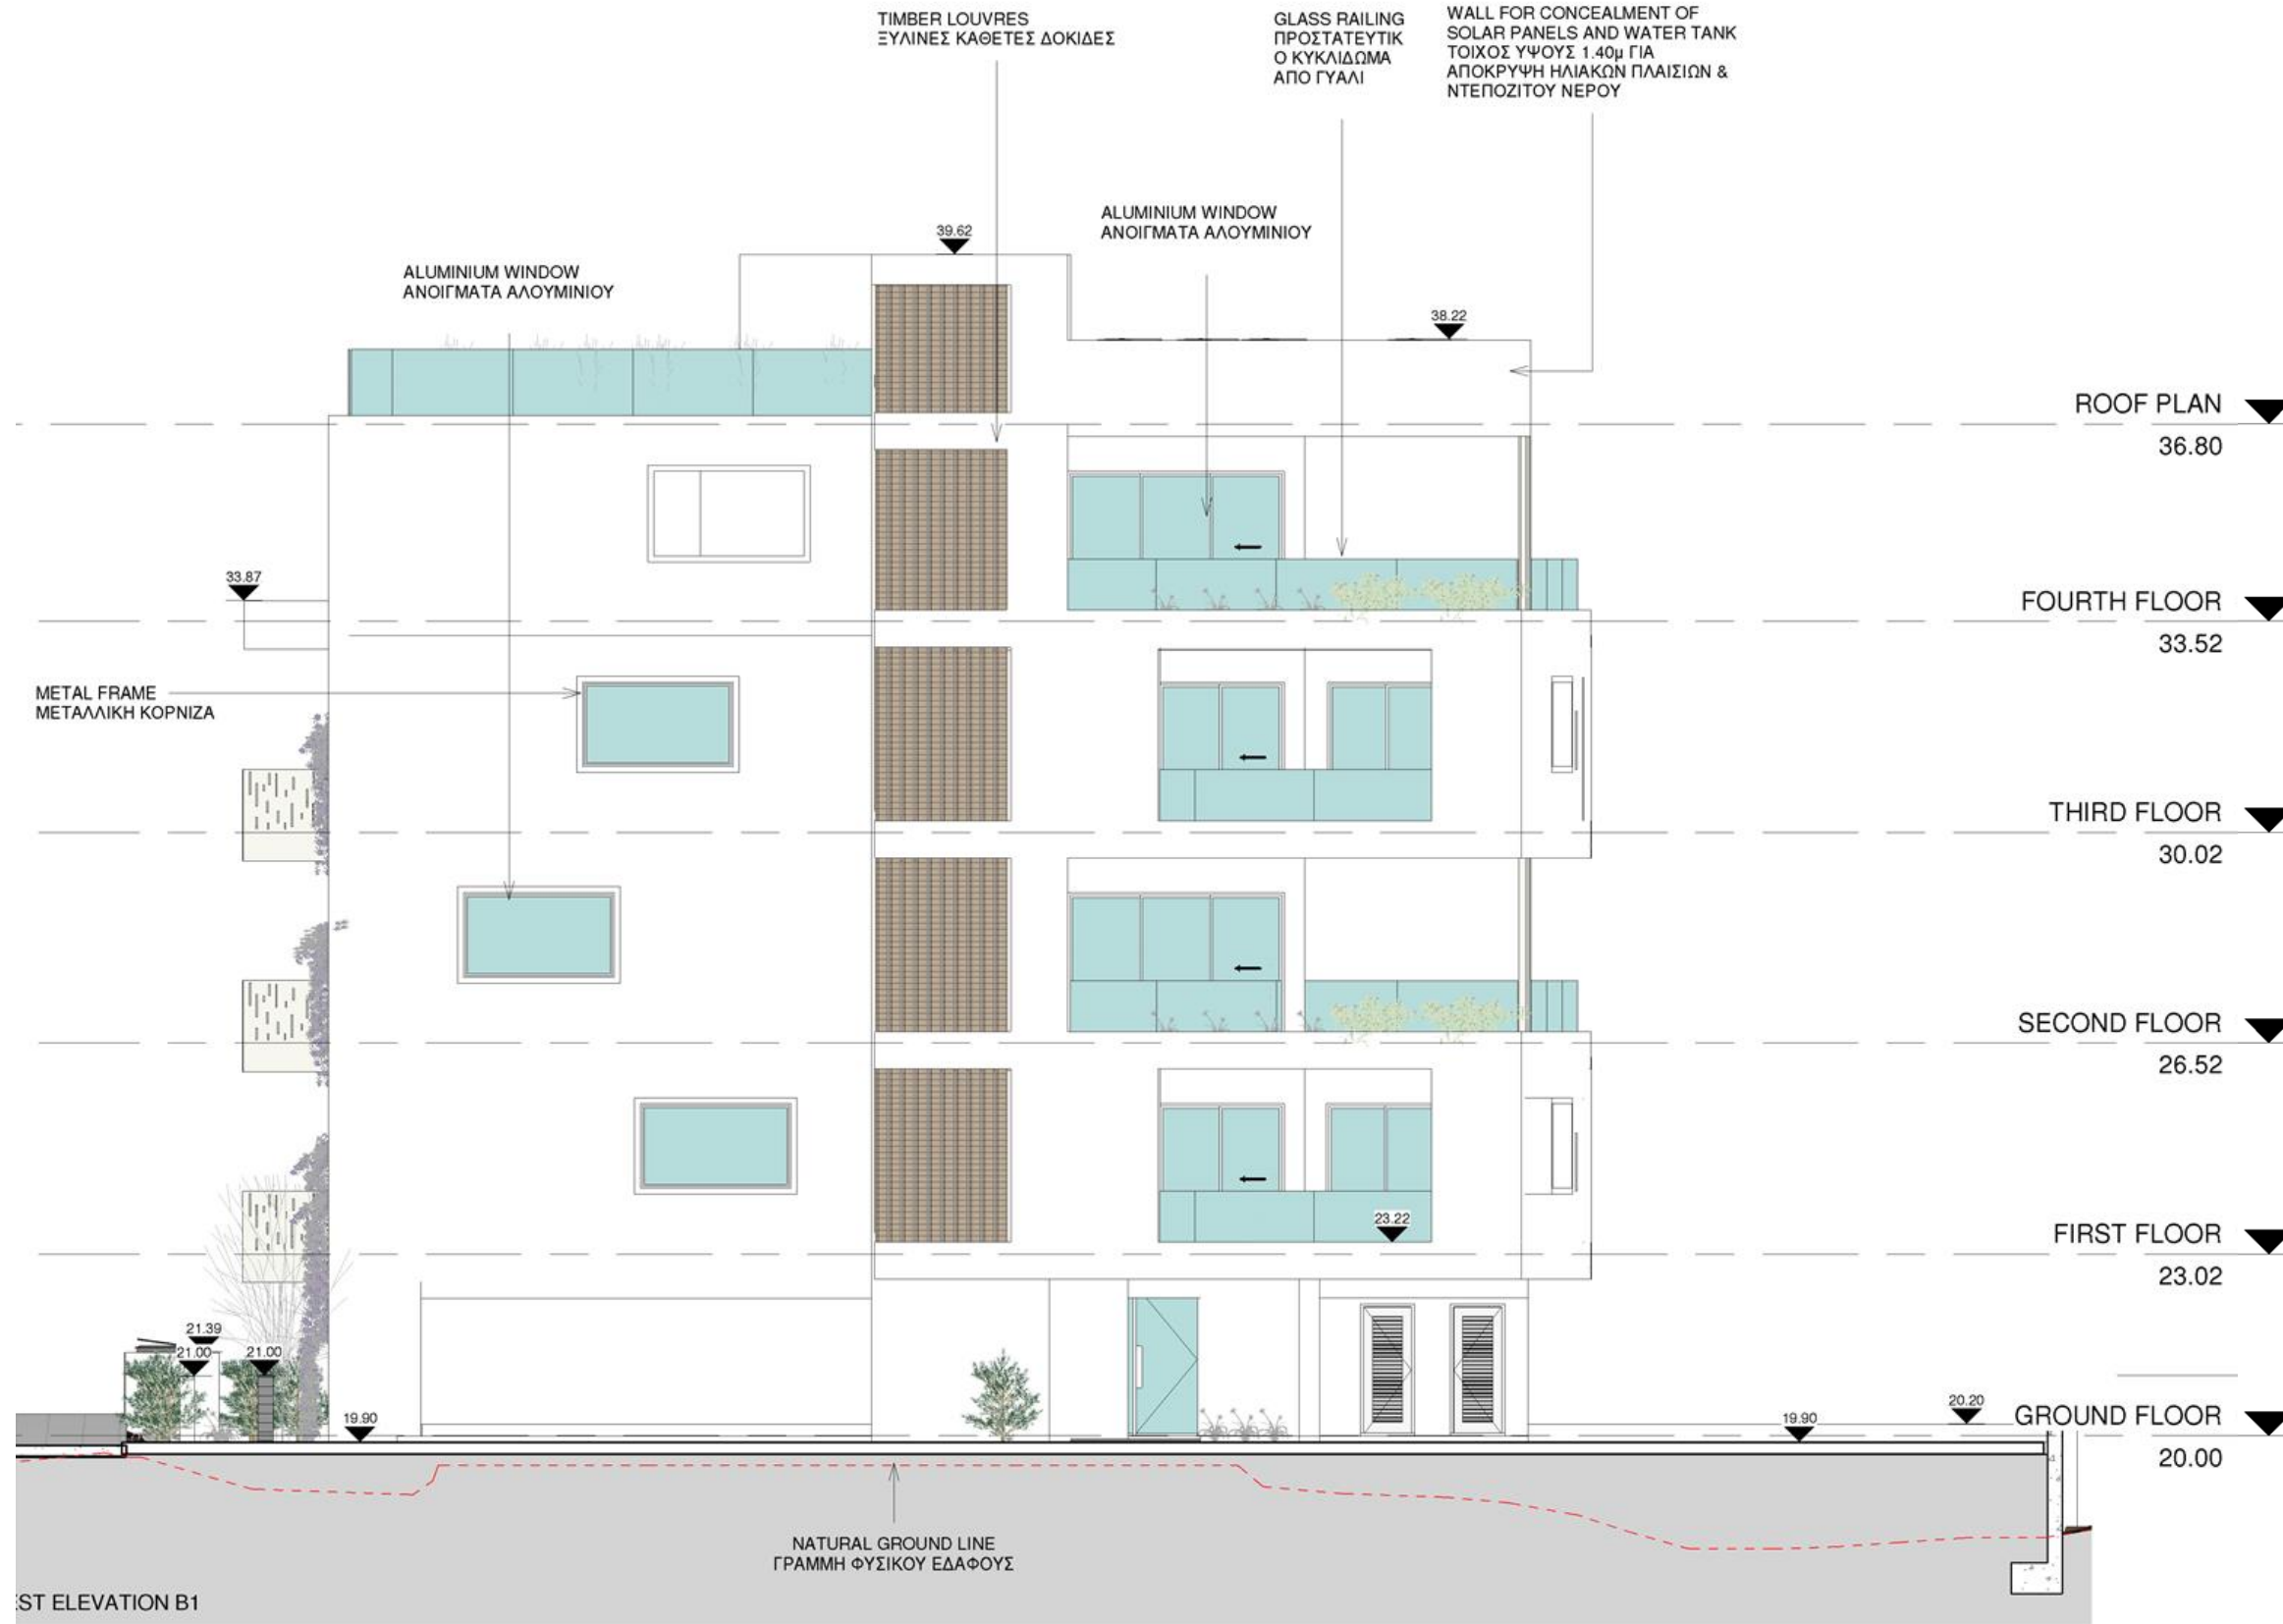 TIMBER LOUVRES
ΞΥΛΙΝΕΣ ΚΑΘΕΤΕΣ ΔΟΚΙΔΕΣ
GLASS RAILING
ΠΡΟΣΤΑΤΕΥΤΙΚ
Ο ΚΥΚΛΙΔΩΜΑ
ΑΠΟ ΓΥΑΛΙ
WALL FOR CONCEALMENT OF
SOLAR PANELS AND WATER TANK
ΤΟΙΧΟΣ ΥΨΟΥΣ 1.40μ ΓΙΑ
ΑΠΟΚΡΥΨΗ ΗΛΙΑΚΩΝ ΠΛΑΙΣΙΩΝ &
ΝΤΕΠΟΖΙΤΟΥ ΝΕΡΟΥ
ALUMINIUM WINDOW
ΑΝΟΙΓΜΑΤΑ ΑΛΟΥΜΙΝΙΟΥ
39.62
ALUMINIUM WINDOW
ΑΝΟΙΓΜΑΤΑ ΑΛΟΥΜΙΝΙΟΥ
38.22
ROOF PLAN
36.80
33.87
FOURTH FLOOR
33.52
METAL FRAME
ΜΕΤΑΛΛΙΚΗ ΚΟΡΝΙΖΑ
THIRD FLOOR
30.02
SECOND FLOOR
26.52
23.22
FIRST FLOOR
23.02
21.39
21.00
21.00
19.90
19.90
20.20
GROUND FLOOR
20.00
NATURAL GROUND LINE
ΓΡΑΜΜΗ ΦΥΣΙΚΟΥ ΕΔΑΦΟΥΣ
EST ELEVATION B1